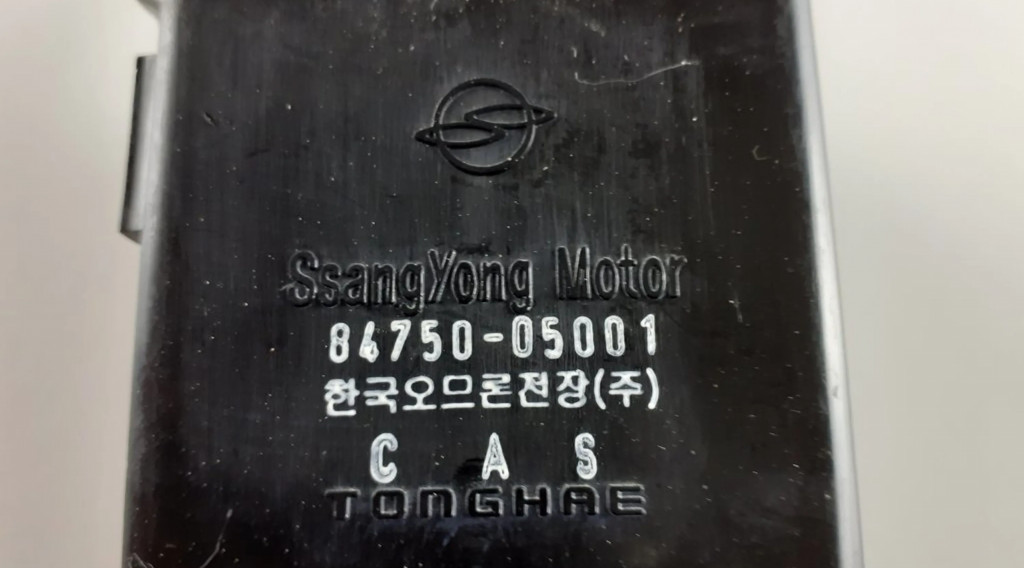 SsangYong Motor
84750-05001
한국오므론전장(주)
C A S
TONGHAE